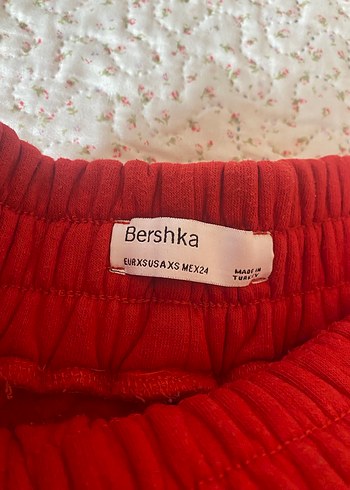 Bershka
EUR XS USA XS MEX 24
MADE IN
TURKEY